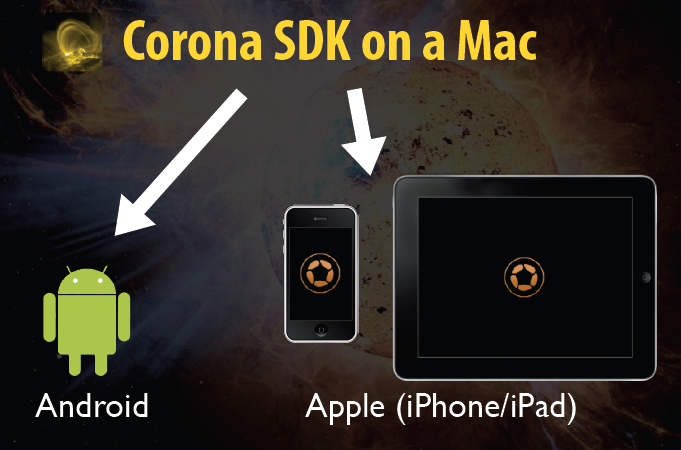 Corona SDK on a Mac
Android
Apple (iPhone/iPad)